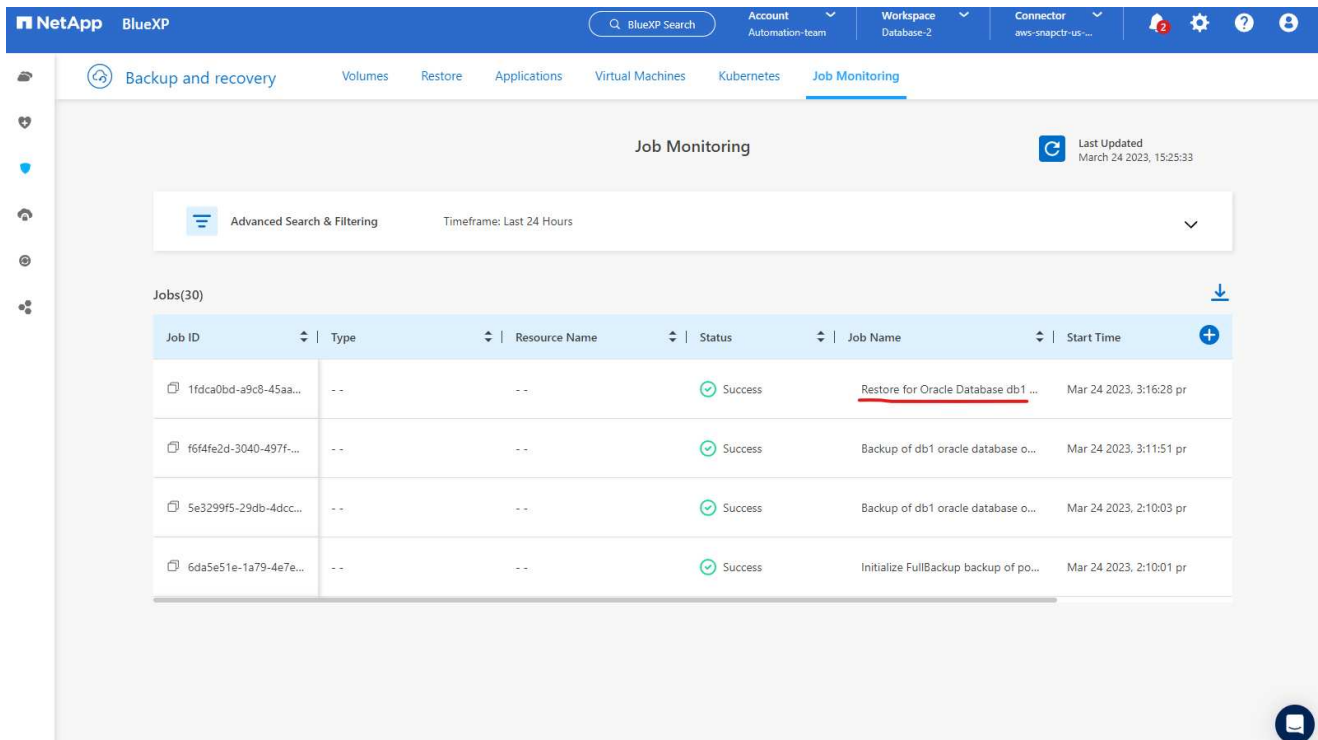 NetApp BlueXP
BlueXP Search
Account
Automation-team
Workspace
Database-2
Connector
aws-snapctr-us-...
2
Backup and recovery
Volumes
Restore
Applications
Virtual Machines
Kubernetes
Job Monitoring
Job Monitoring
Last Updated
March 24 2023, 15:25:33
Advanced Search & Filtering
Timeframe: Last 24 Hours
Jobs(30)
Job ID | Type | Resource Name | Status | Job Name | Start Time
1fdca0bd-a9c8-45aa... - - - - Success Restore for Oracle Database db1 ... Mar 24 2023, 3:16:28 pr
f6f4fe2d-3040-497f-... - - - - Success Backup of db1 oracle database o... Mar 24 2023, 3:11:51 pr
5e3299f5-29db-4dcc... - - - - Success Backup of db1 oracle database o... Mar 24 2023, 2:10:03 pr
6da5e51e-1a79-4e7e... - - - - Success Initialize FullBackup backup of po... Mar 24 2023, 2:10:01 pr